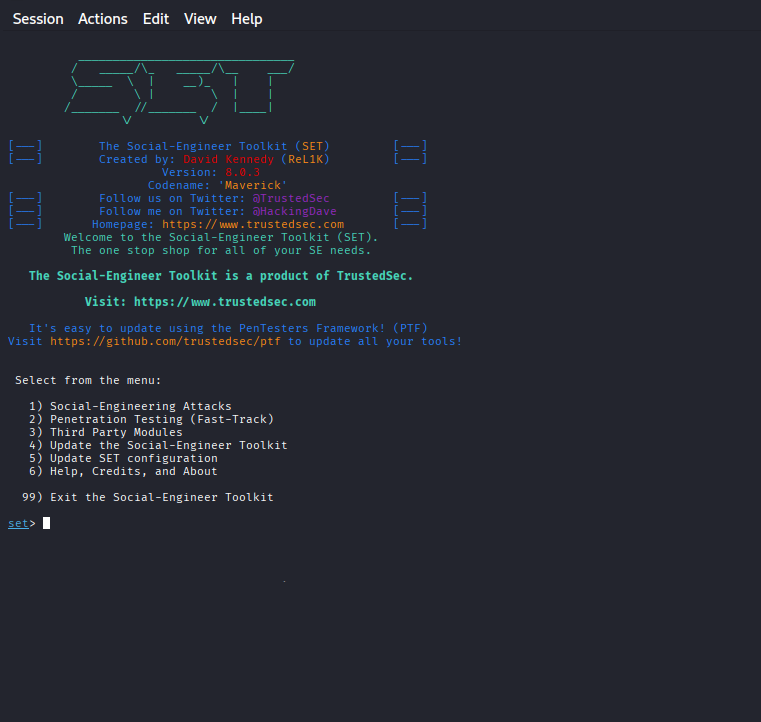 Session Actions Edit View Help
[---] The Social-Engineer Toolkit (SET) [---]
[---] Created by: David Kennedy (ReL1K) [---]
Version: 8.0.3
Codename: 'Maverick'
[---] Follow us on Twitter: @TrustedSec [---]
[---] Follow me on Twitter: @HackingDave [---]
[---] Homepage: https://www.trustedsec.com [---]
Welcome to the Social-Engineer Toolkit (SET).
The one stop shop for all of your SE needs.
The Social-Engineer Toolkit is a product of TrustedSec.
Visit: https://www.trustedsec.com
It's easy to update using the PenTesters Framework! (PTF)
Visit https://github.com/trustedsec/ptf to update all your tools!
Select from the menu:
1) Social-Engineering Attacks
2) Penetration Testing (Fast-Track)
3) Third Party Modules
4) Update the Social-Engineer Toolkit
5) Update SET configuration
6) Help, Credits, and About
99) Exit the Social-Engineer Toolkit
set>